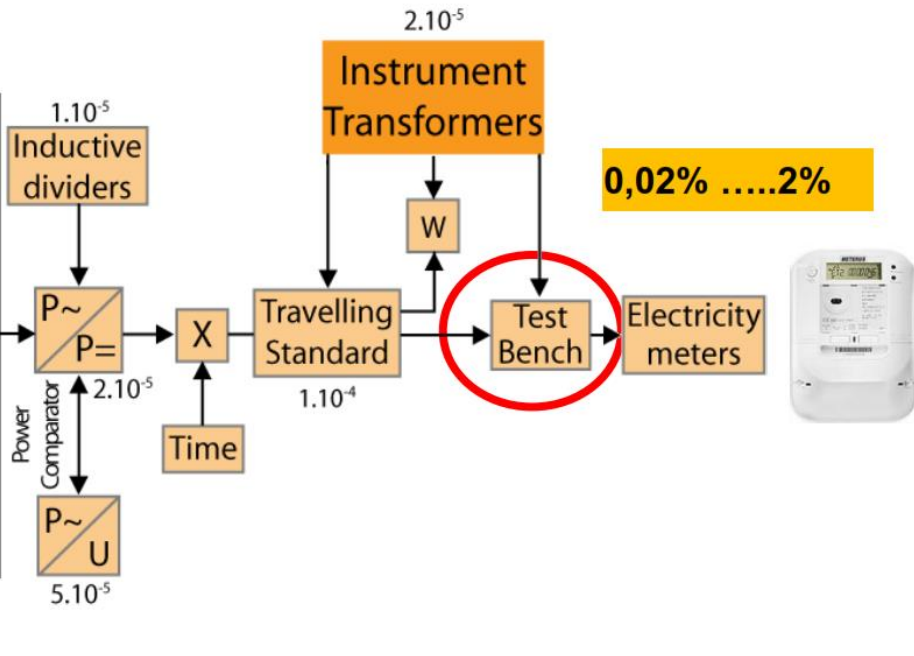 2.10-5
Instrument
Transformers
1.10-5
Inductive
dividers
0,02% …..2%
W
P~
P=
2.10-5
X
Travelling
Standard
1.10-4
Test
Bench
Electricity
meters
Power
Comparator
Time
P~
U
5.10-5